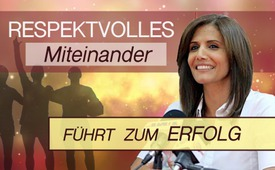 RESPEKTVOLLES
Miteinander
FÜHRT ZUM ERFOLG